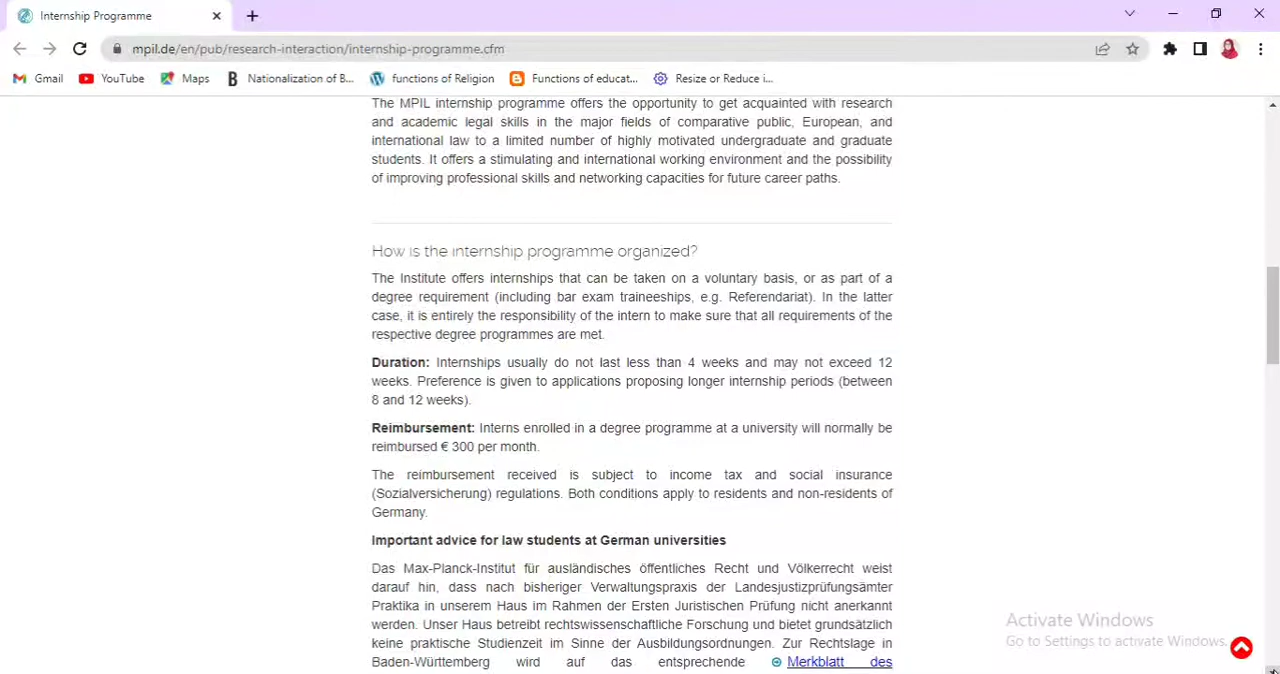 Internship Programme
mpil.de/en/pub/research-interaction/internship-programme.cfm
Gmail YouTube Maps Nationalization of B... functions of Religion Functions of educat... Resize or Reduce i...
The MPIL internship programme offers the opportunity to get acquainted with research
and academic legal skills in the major fields of comparative public, European, and
international law to a limited number of highly motivated undergraduate and graduate
students. It offers a stimulating and international working environment and the possibility
of improving professional skills and networking capacities for future career paths.
How is the internship programme organized?
The Institute offers internships that can be taken on a voluntary basis, or as part of a
degree requirement (including bar exam traineeships, e.g. Referendariat). In the latter
case, it is entirely the responsibility of the intern to make sure that all requirements of the
respective degree programmes are met.
Duration: Internships usually do not last less than 4 weeks and may not exceed 12
weeks. Preference is given to applications proposing longer internship periods (between
8 and 12 weeks).
Reimbursement: Interns enrolled in a degree programme at a university will normally be
reimbursed € 300 per month.
The reimbursement received is subject to income tax and social insurance
(Sozialversicherung) regulations. Both conditions apply to residents and non-residents of
Germany.
Important advice for law students at German universities
Das Max-Planck-Institut für ausländisches öffentliches Recht und Völkerrecht weist
darauf hin, dass nach bisheriger Verwaltungspraxis der Landesjustizprüfungsämter
Praktika in unserem Haus im Rahmen der Ersten Juristischen Prüfung nicht anerkannt
werden. Unser Haus betreibt rechtswissenschaftliche Forschung und bietet grundsätzlich
keine praktische Studienzeit im Sinne der Ausbildungsordnungen. Zur Rechtslage in
Baden-Württemberg wird auf das entsprechende Merkblatt des
Activate Windows
Go to Settings to activate Windows.